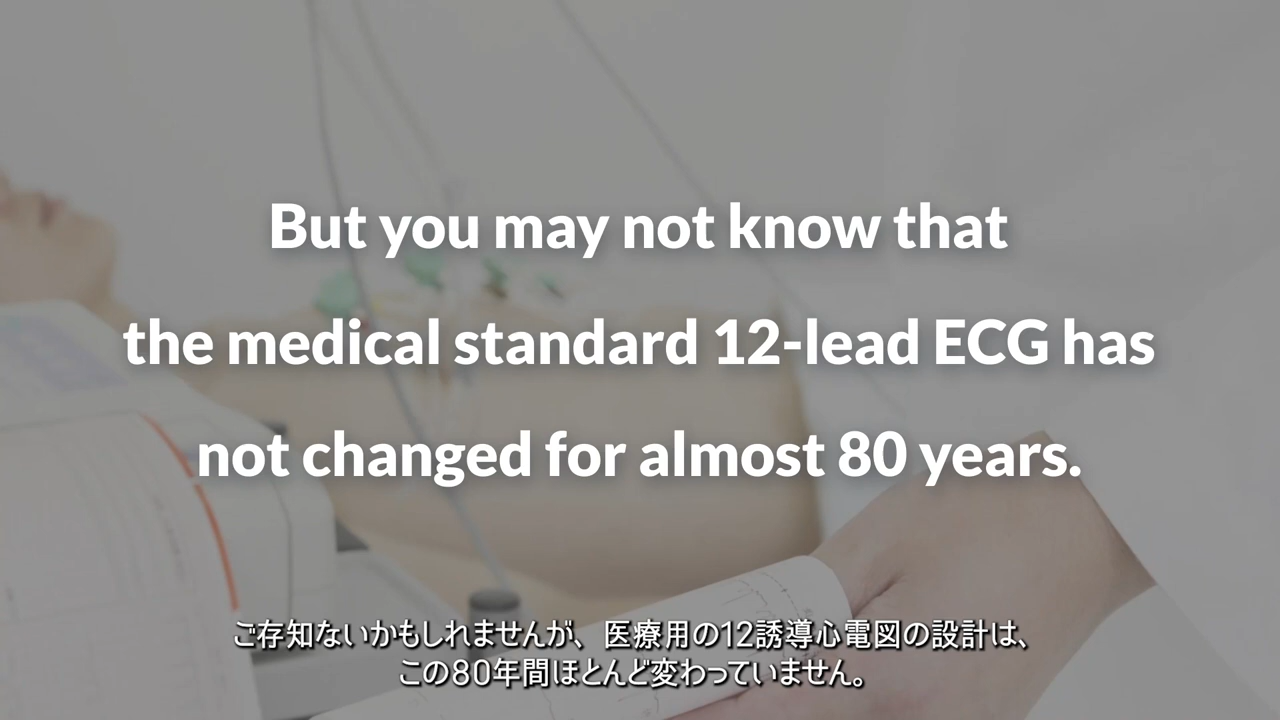 But you may not know that
the medical standard 12-lead ECG has
not changed for almost 80 years.
ご存知ないかもしれませんが、医療用の12誘導心電図の設計は、
この80年間ほとんど変わっていません。